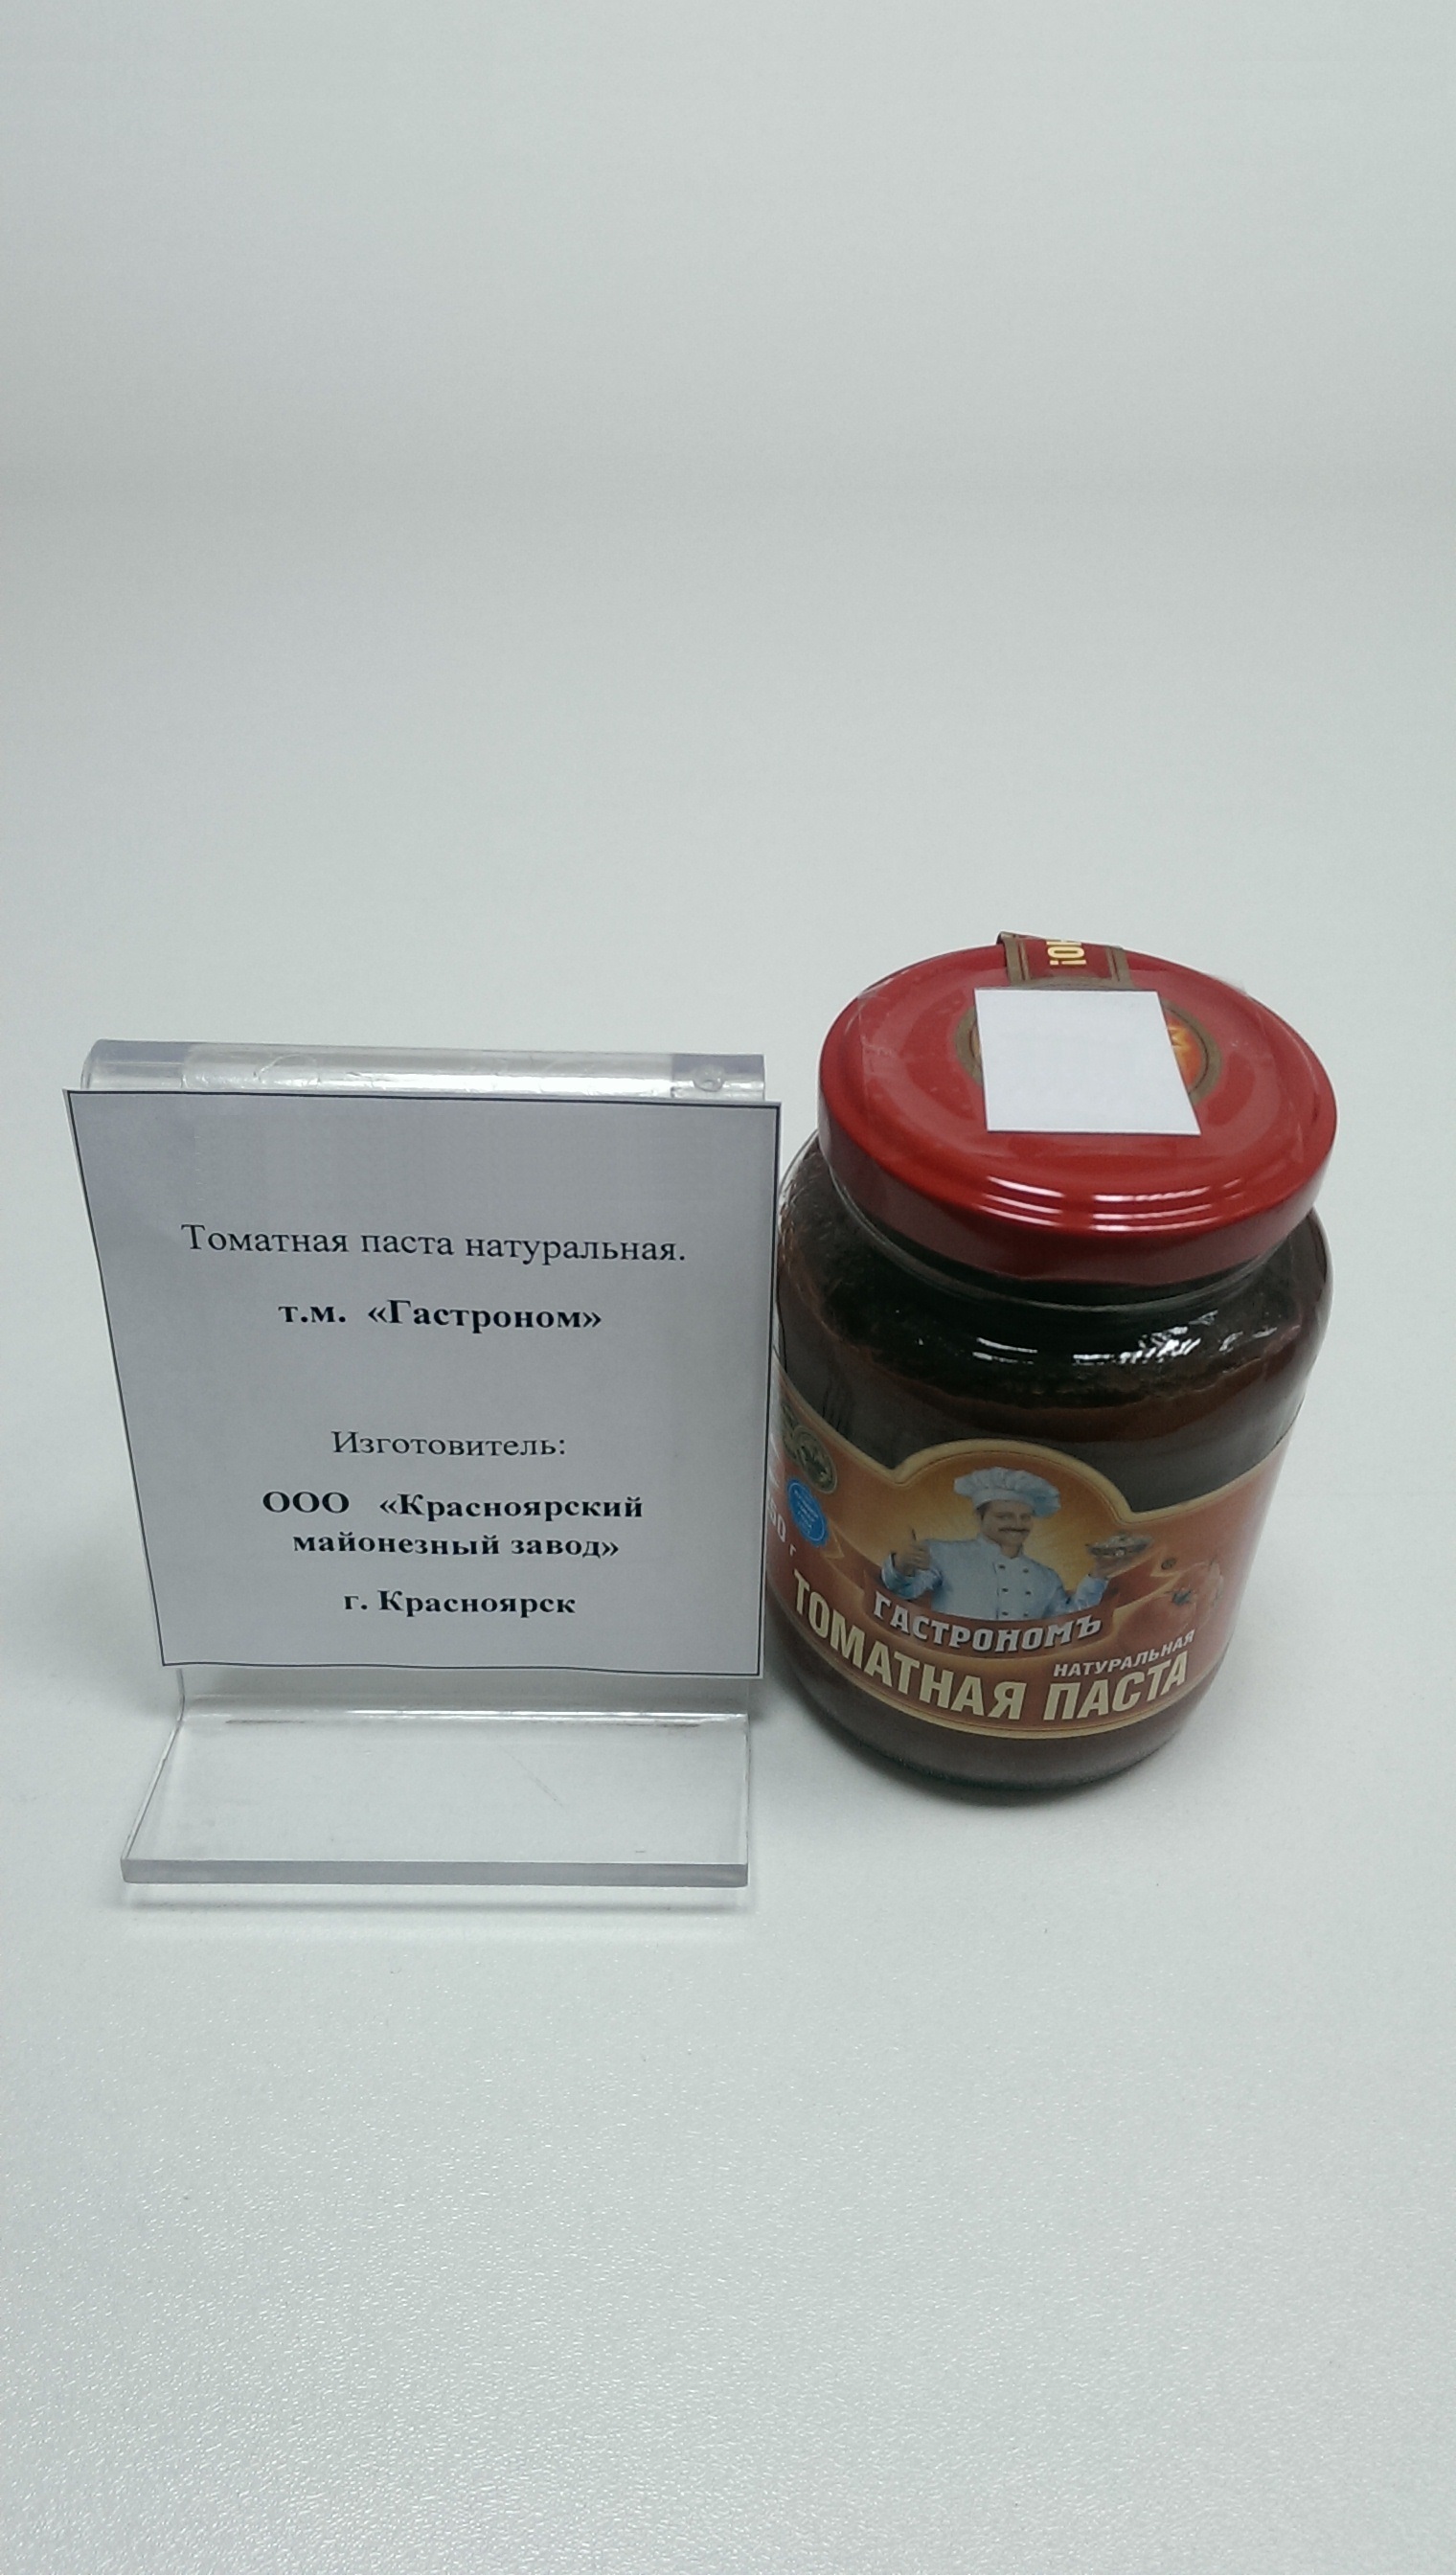 Томатная паста натуральная.
т.м. «Гастроном»
Изготовитель:
ООО «Красноярский
майонезный завод»
г. Красноярск
ГАСТРОНОМЪ
НАТУРАЛЬНАЯ
ТОМАТНАЯ ПАСТА